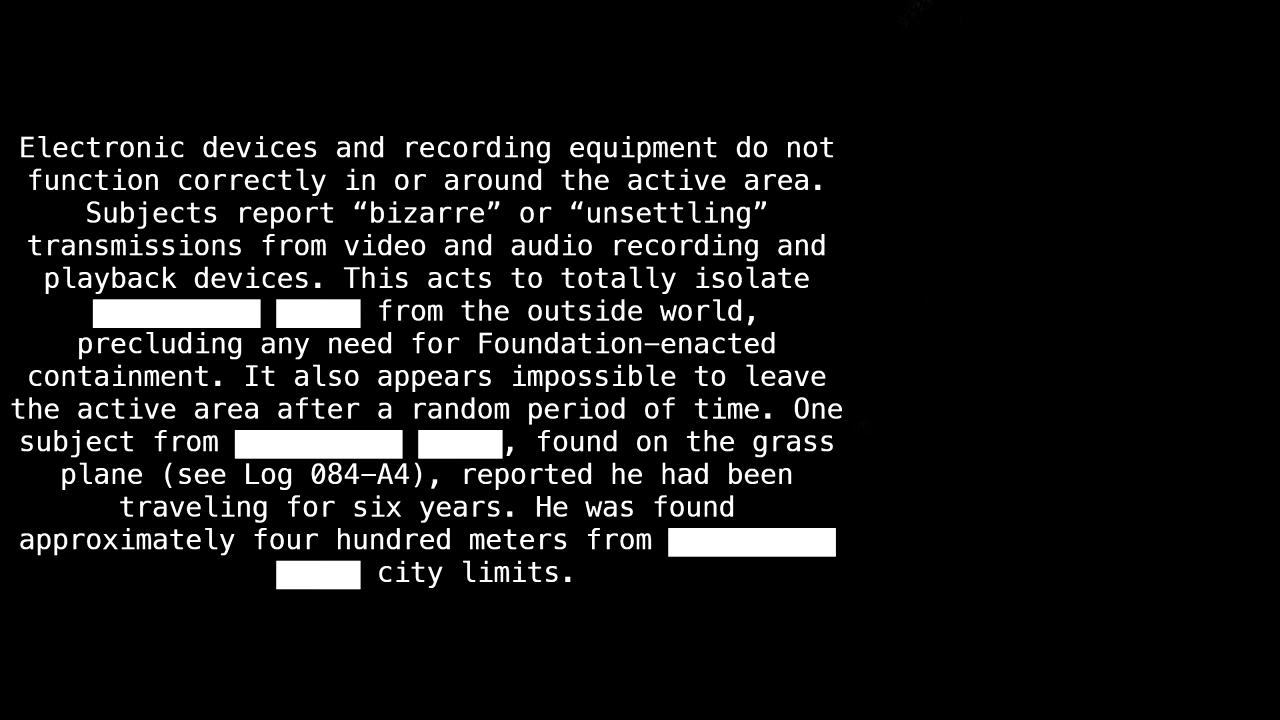 Electronic devices and recording equipment do not
function correctly in or around the active area.
Subjects report “bizarre” or “unsettling”
transmissions from video and audio recording and
playback devices. This acts to totally isolate
██████████ █████ from the outside world,
precluding any need for Foundation–enacted
containment. It also appears impossible to leave
the active area after a random period of time. One
subject from ██████████ █████, found on the grass
plane (see Log 084–A4), reported he had been
traveling for six years. He was found
approximately four hundred meters from ██████████
█████ city limits.